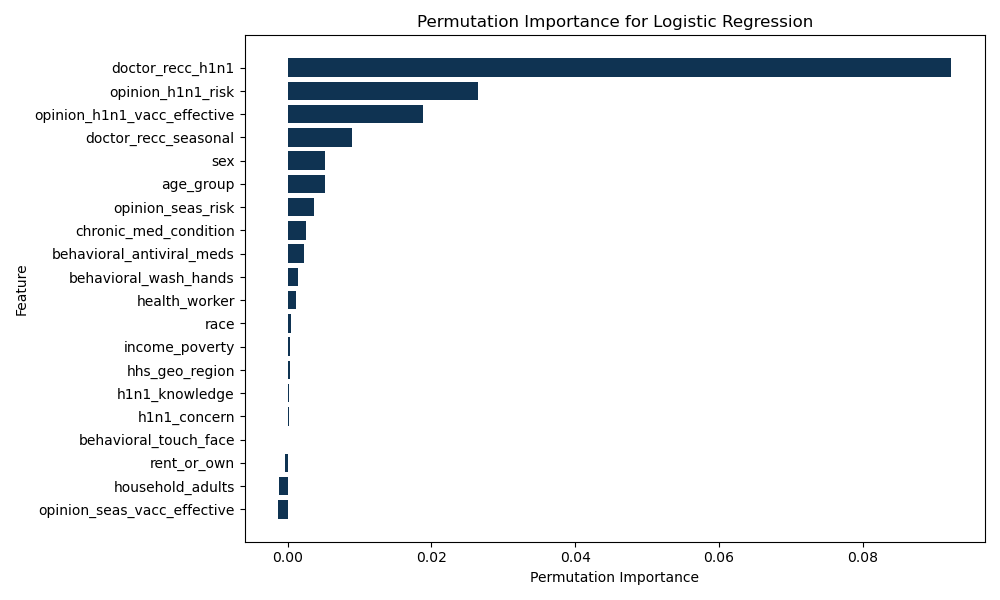 Permutation Importance for Logistic Regression
doctor_recc_h1n1
opinion_h1n1_risk
opinion_h1n1_vacc_effective
doctor_recc_seasonal
sex
age_group
opinion_seas_risk
chronic_med_condition
behavioral_antiviral_meds
behavioral_wash_hands
health_worker
race
income_poverty
hhs_geo_region
h1n1_knowledge
h1n1_concern
behavioral_touch_face
rent_or_own
household_adults
opinion_seas_vacc_effective
Feature
0.00 0.02 0.04 0.06 0.08
Permutation Importance